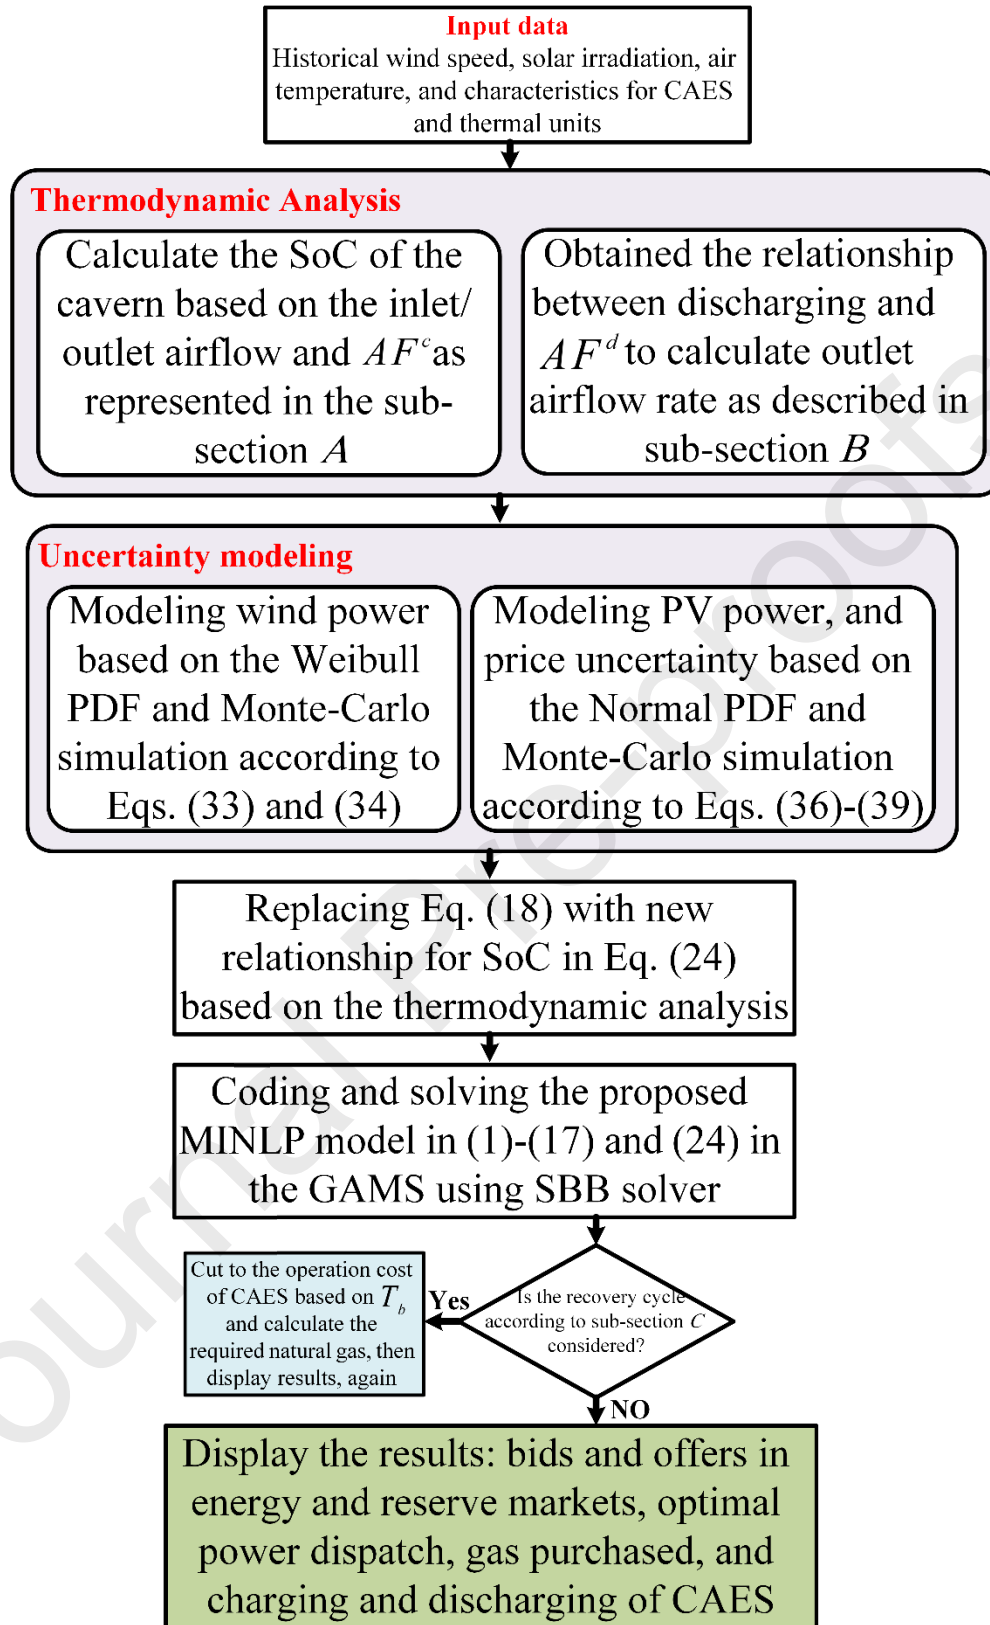 Input data
Historical wind speed, solar irradiation, air
temperature, and characteristics for CAES
and thermal units
Thermodynamic Analysis
Calculate the SoC of the
cavern based on the inlet/
outlet airflow and AF^c as
represented in the sub-
section A
Obtained the relationship
between discharging and
AF^d to calculate outlet
airflow rate as described in
sub-section B
Uncertainty modeling
Modeling wind power
based on the Weibull
PDF and Monte-Carlo
simulation according to
Eqs. (33) and (34)
Modeling PV power, and
price uncertainty based on
the Normal PDF and
Monte-Carlo simulation
according to Eqs. (36)-(39)
Replacing Eq. (18) with new
relationship for SoC in Eq. (24)
based on the thermodynamic analysis
Coding and solving the proposed
MINLP model in (1)-(17) and (24) in
the GAMS using SBB solver
Is the recovery cycle
according to sub-section C
considered?
Yes
Cut to the operation cost
of CAES based on T_b
and calculate the
required natural gas, then
display results, again
NO
Display the results: bids and offers in
energy and reserve markets, optimal
power dispatch, gas purchased, and
charging and discharging of CAES
Journal Pre-proofs